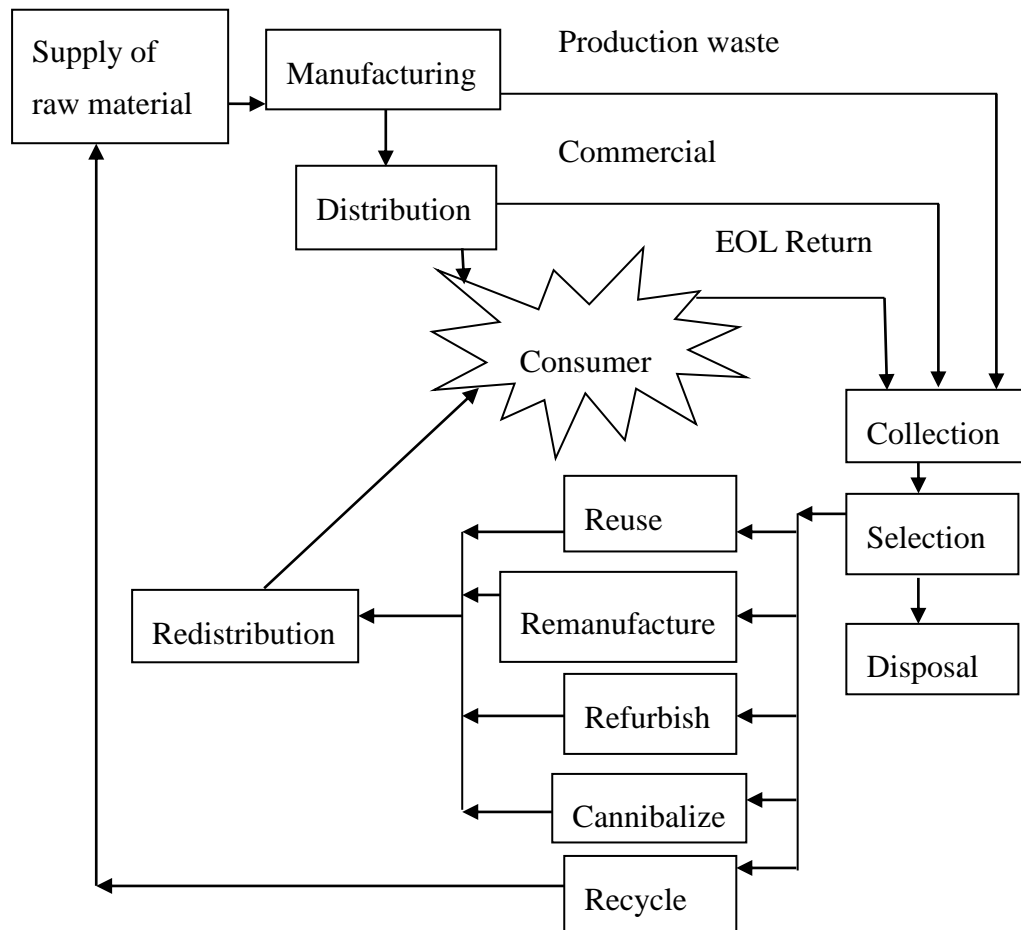 Supply of
raw material
Manufacturing
Production waste
Commercial
Distribution
EOL Return
Consumer
Collection
Reuse
Selection
Redistribution
Remanufacture
Disposal
Refurbish
Cannibalize
Recycle